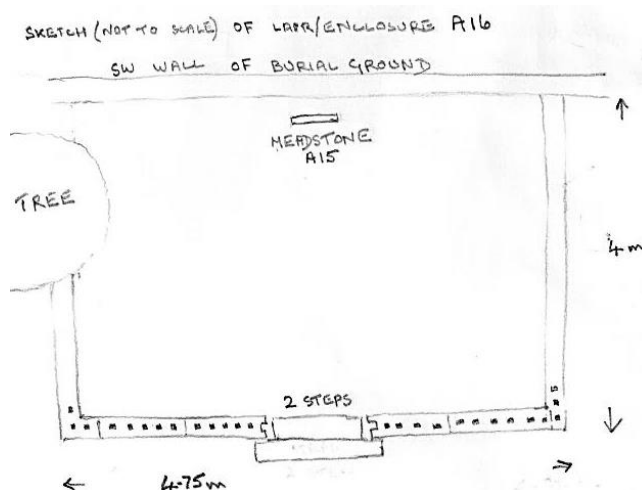 SKETCH (NOT TO SCALE) OF LAPR/ENCLOSURE A16
SW WALL OF BURIAL GROUND
HEADSTONE
A15
TREE
4m
2 STEPS
4.75m